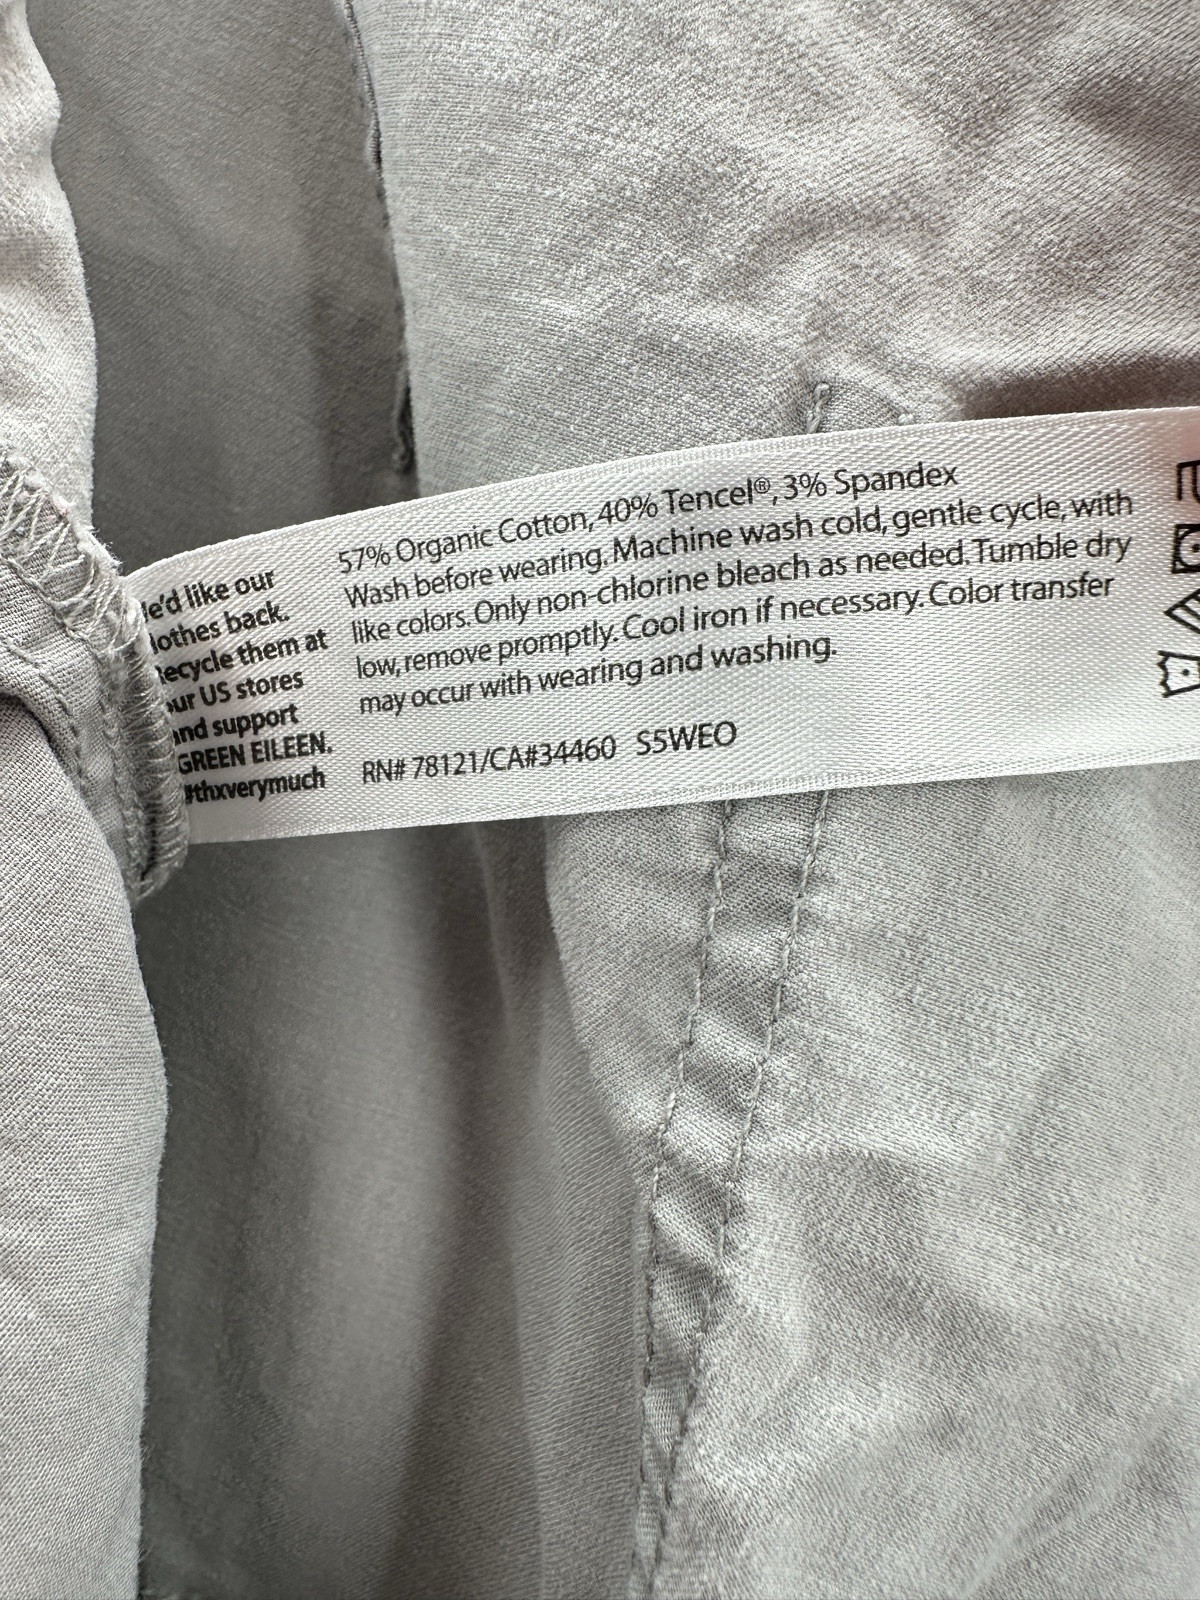 e'd like our
lothes back.
ecycle them at
ur US stores
nd support
GREEN EILEEN.
#thxverymuch
57% Organic Cotton, 40% Tencel®, 3% Spandex
Wash before wearing. Machine wash cold, gentle cycle, with
like colors. Only non-chlorine bleach as needed. Tumble dry
low, remove promptly. Cool iron if necessary. Color transfer
may occur with wearing and washing.
RN# 78121/CA#34460 S5WEO